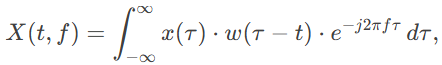 X(t, f) = ∫_{-∞}^{∞} x(τ) · w(τ − t) · e^{−j2πfτ} dτ,